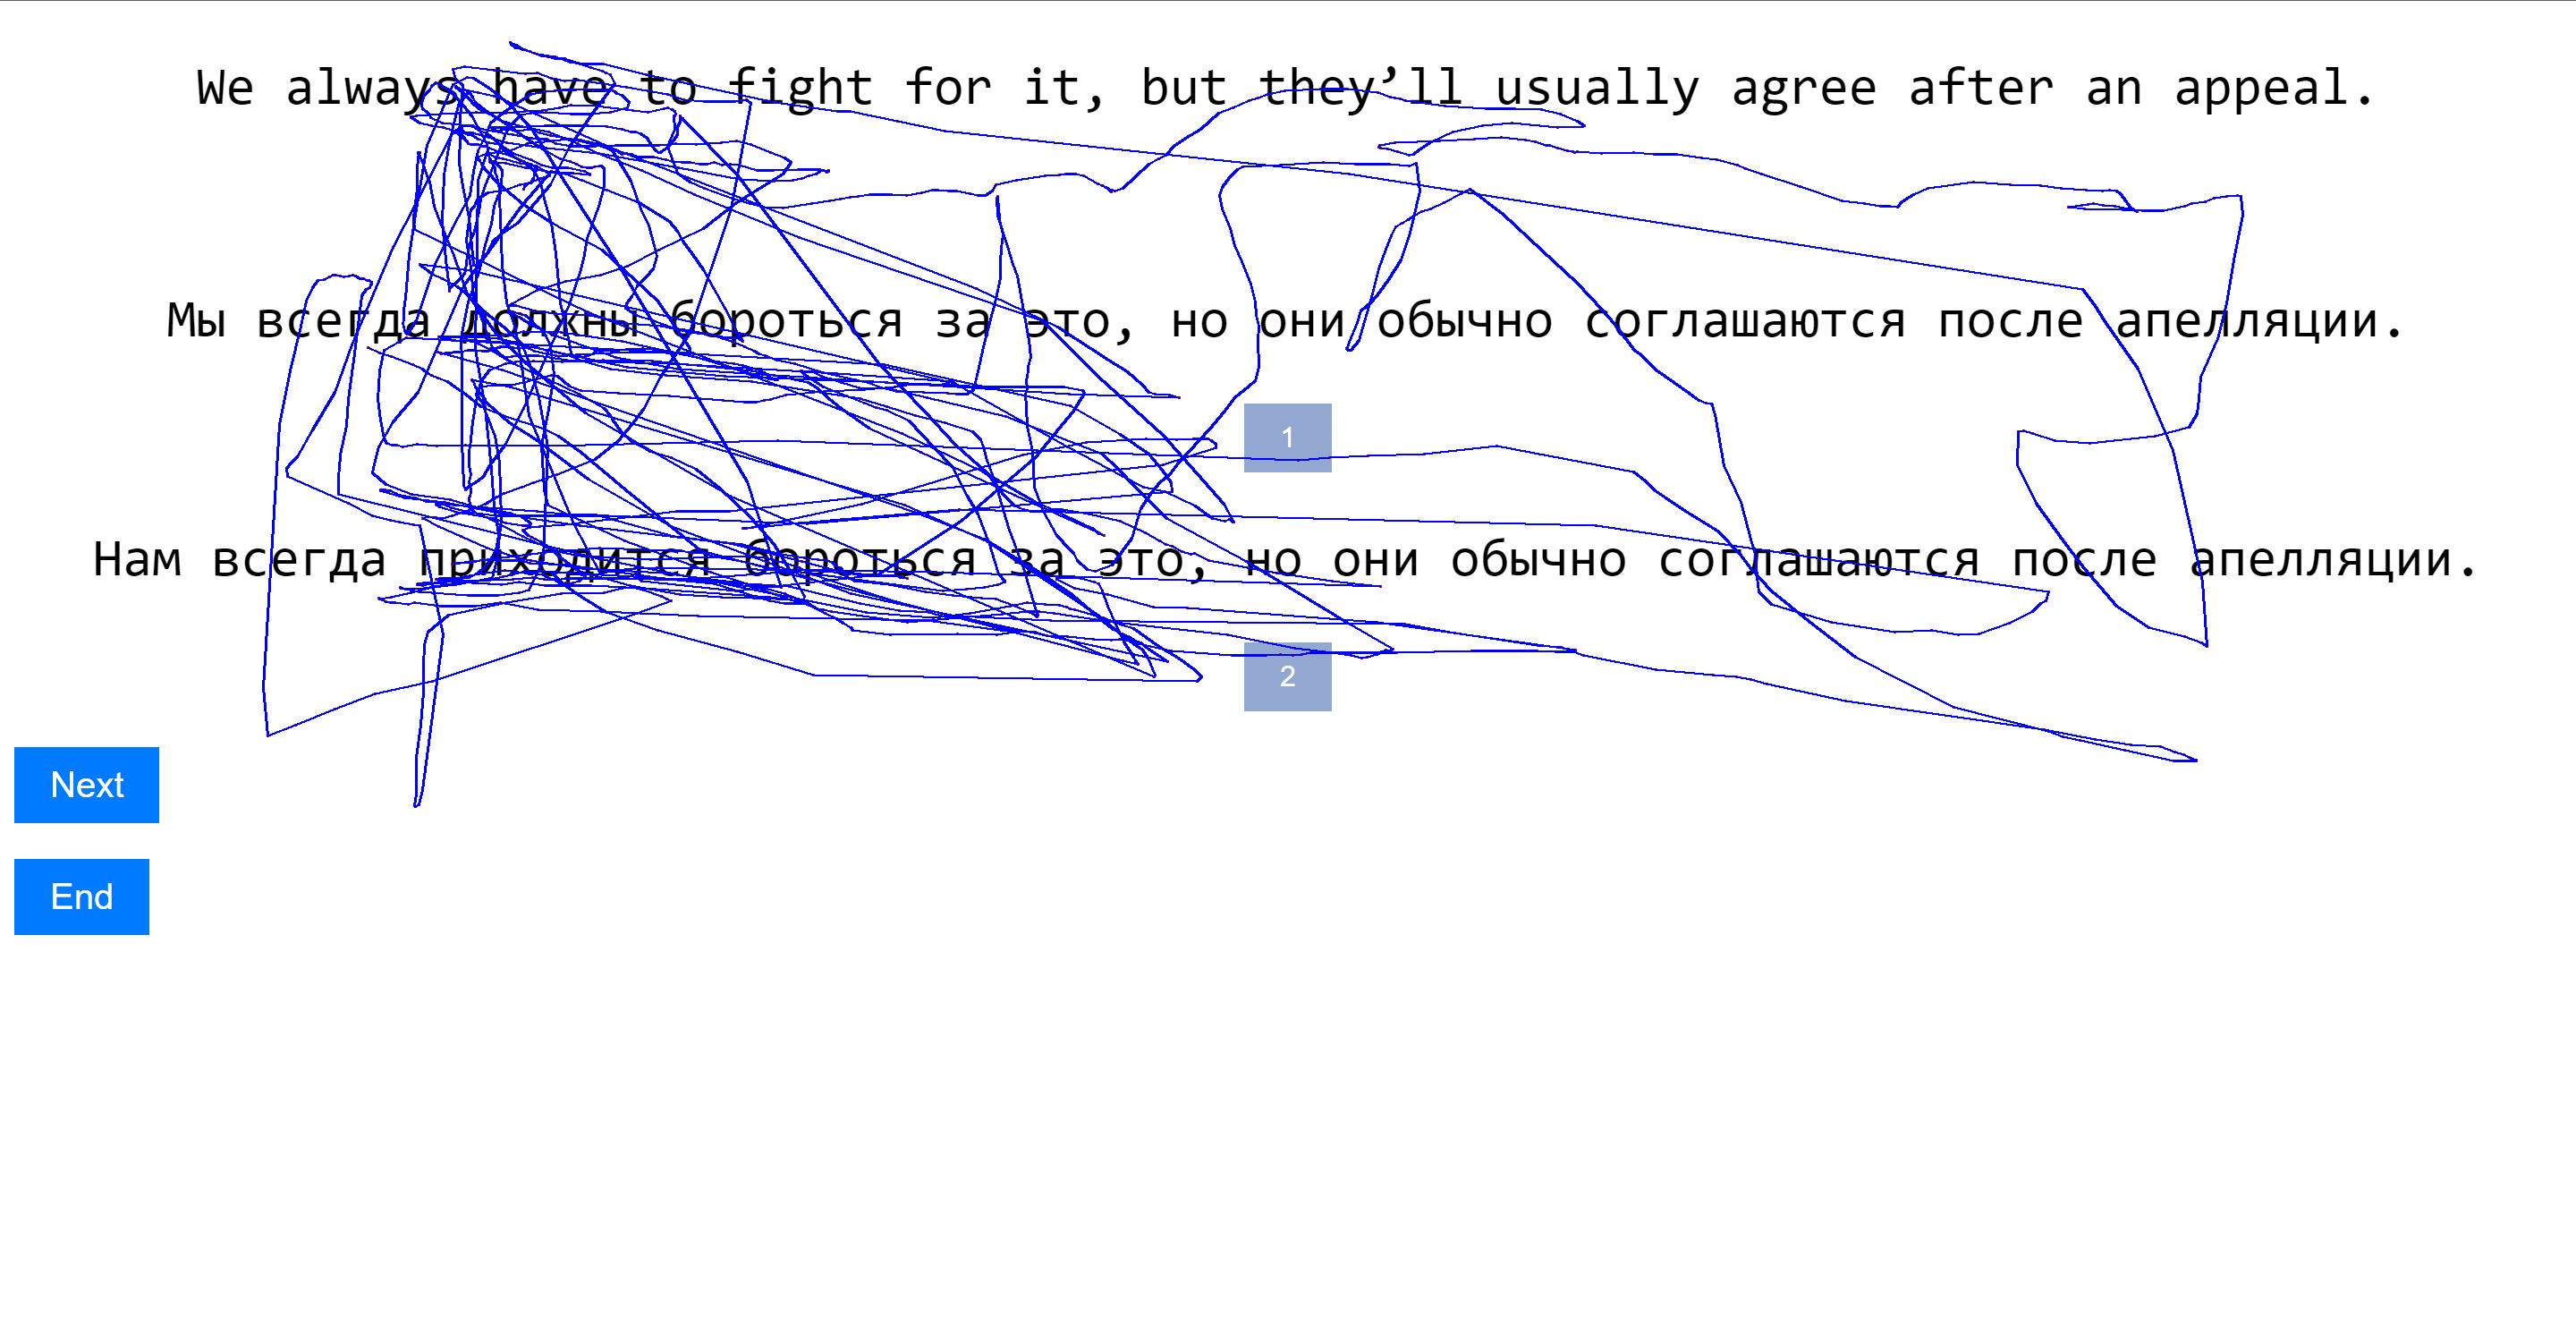 We always have to fight for it, but they’ll usually agree after an appeal.
Мы всегда должны бороться за это, но они обычно соглашаются после апелляции.
1
Нам всегда приходится бороться за это, но они обычно соглашаются после апелляции.
2
Next
End